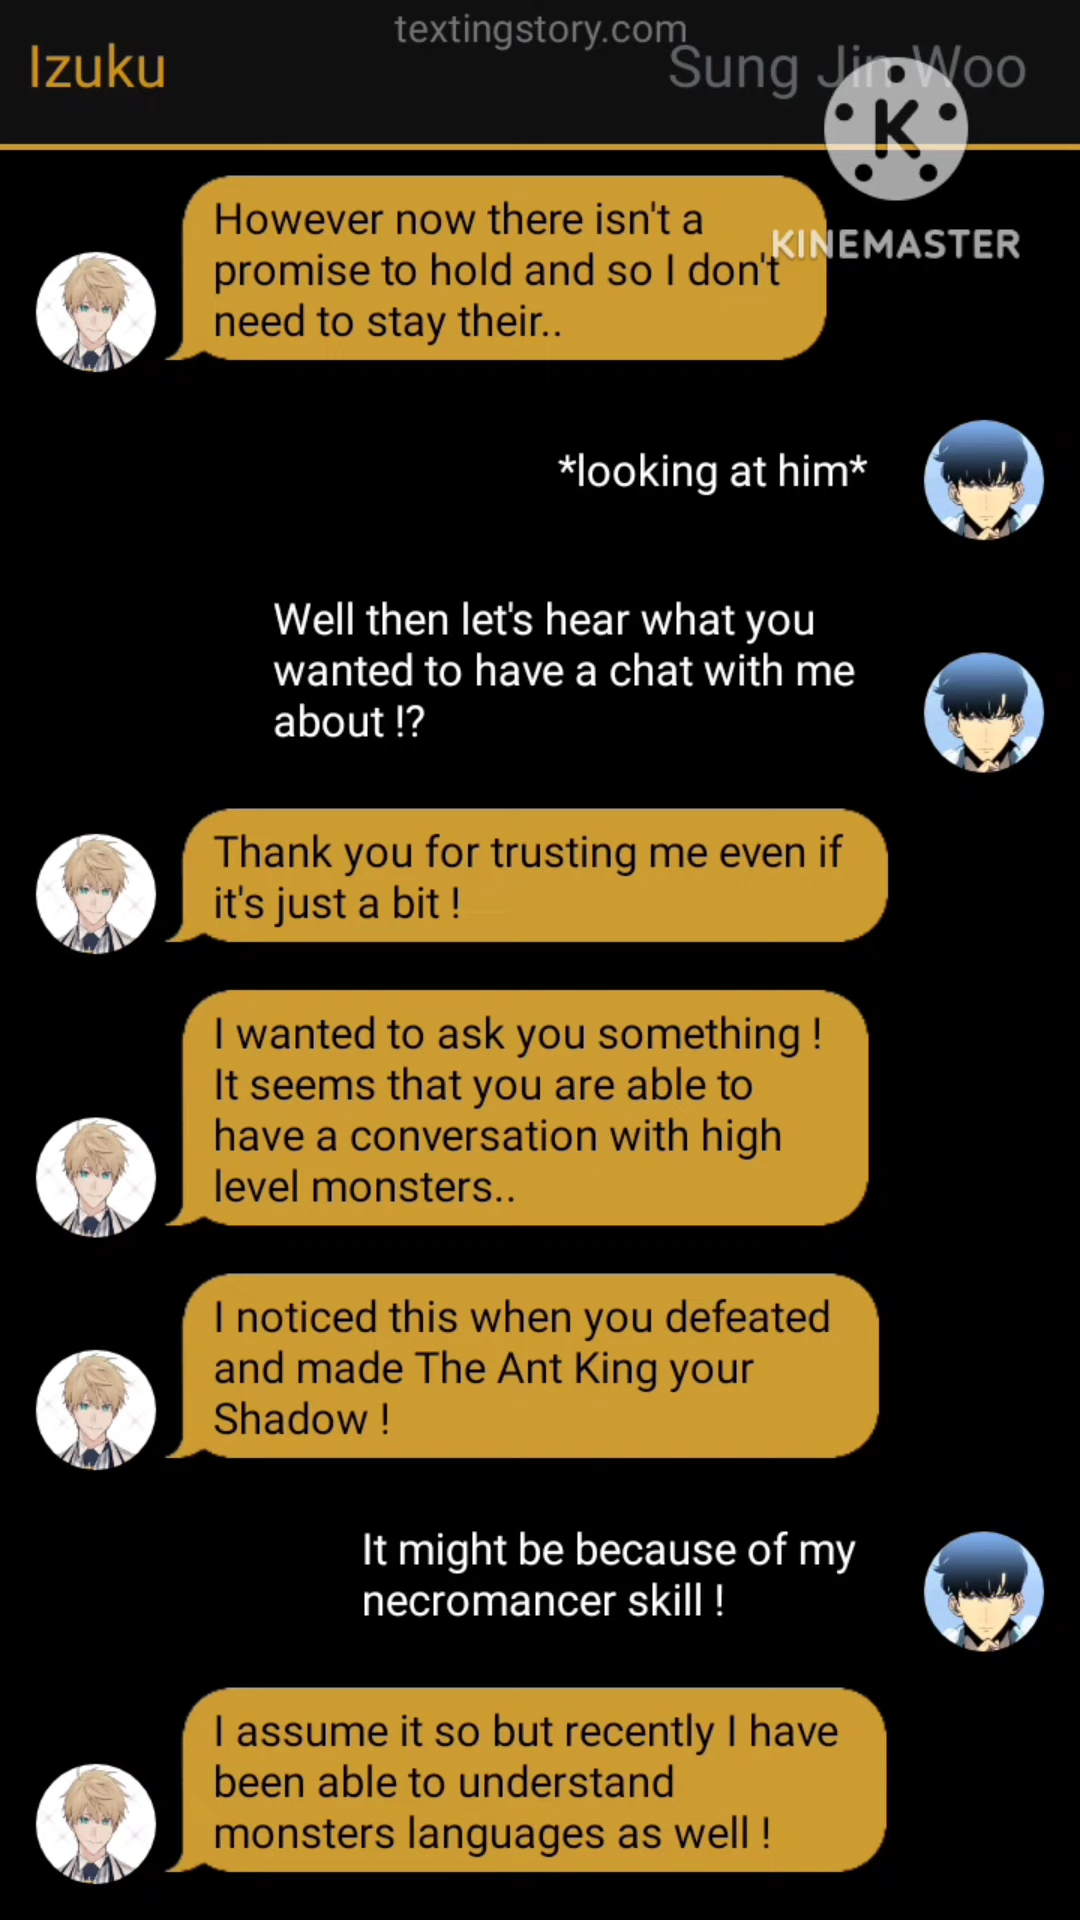 textingstory.com
Izuku
Sung Jin Woo
K
KINEMASTER
However now there isn't a
promise to hold and so I don't
need to stay their..
*looking at him*
Well then let's hear what you
wanted to have a chat with me
about !?
Thank you for trusting me even if
it's just a bit !
I wanted to ask you something !
It seems that you are able to
have a conversation with high
level monsters..
I noticed this when you defeated
and made The Ant King your
Shadow !
It might be because of my
necromancer skill !
I assume it so but recently I have
been able to understand
monsters languages as well !